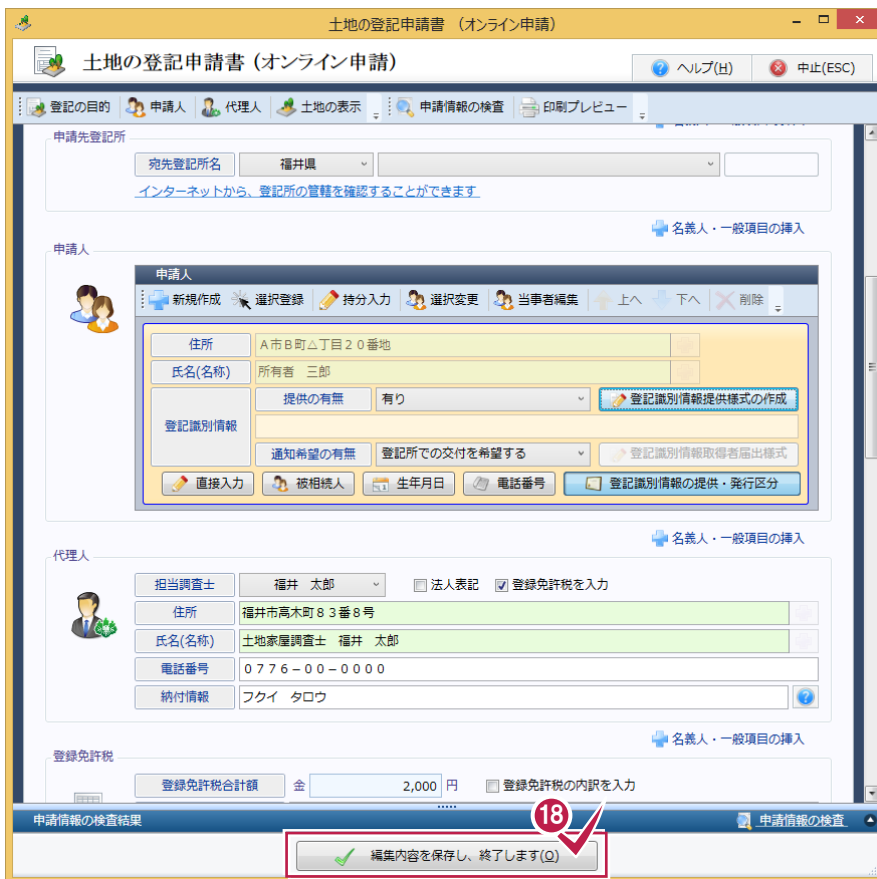 土地の登記申請書 (オンライン申請)
土地の登記申請書 (オンライン申請)
ヘルプ(H) 中止(ESC)
登記の目的 申請人 代理人 土地の表示 申請情報の検査 印刷プレビュー
申請先登記所
宛先登記所名 福井県
インターネットから、登記所の管轄を確認することができます
名義人・一般項目の挿入
申請人
申請人
新規作成 選択登録 持分入力 選択変更 当事者編集 上へ 下へ 削除
住所 A市B町△丁目20番地
氏名(名称) 所有者 三郎
登記識別情報
提供の有無 有り 登記識別情報提供様式の作成
通知希望の有無 登記所での交付を希望する 登記識別情報取得者届出様式
直接入力 被相続人 生年月日 電話番号 登記識別情報の提供・発行区分
名義人・一般項目の挿入
代理人
担当調査士 福井 太郎 法人表記 登録免許税を入力
住所 福井市高木町83番8号
氏名(名称) 土地家屋調査士 福井 太郎
電話番号 0776-00-0000
納付情報 フクイ タロウ
名義人・一般項目の挿入
登録免許税
登録免許税合計額 金 2,000 円 登録免許税の内訳を入力
申請情報の検査結果 申請情報の検査
18
編集内容を保存し、終了します(O)